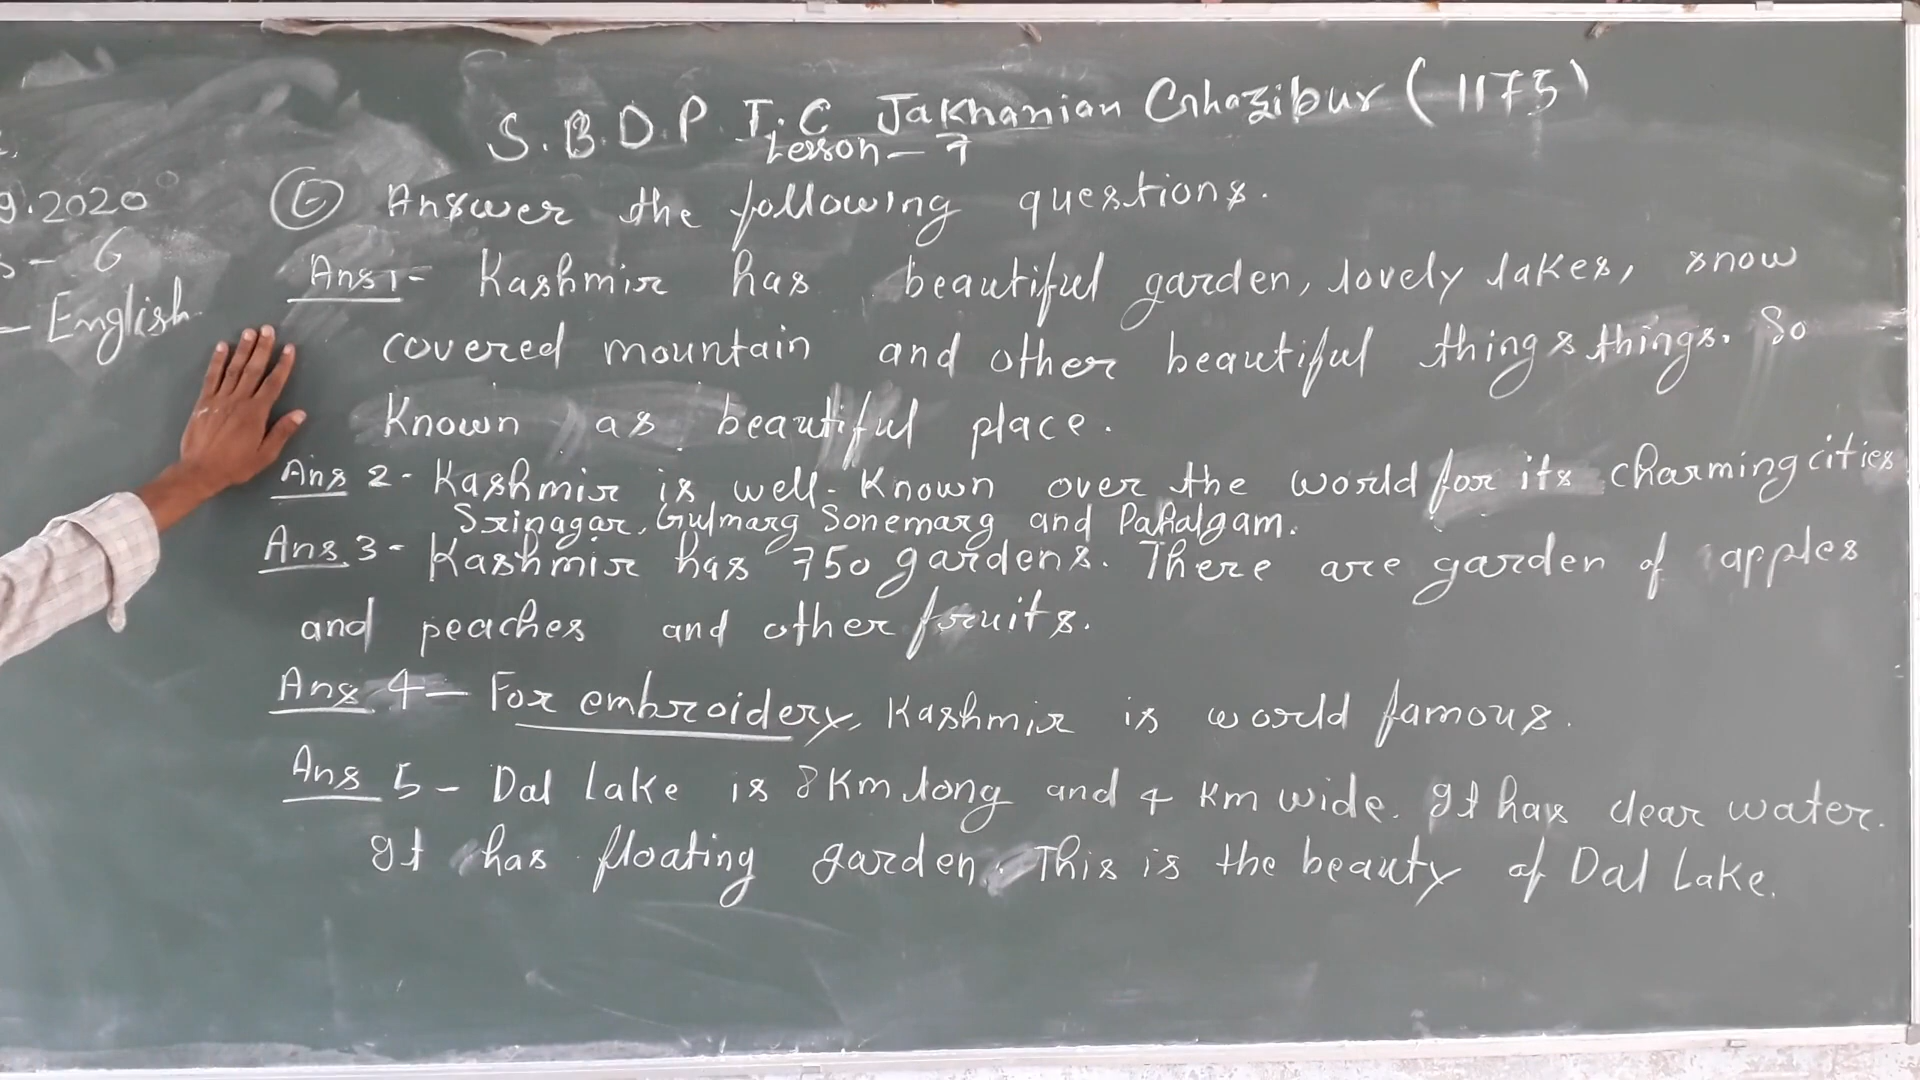 S.B.D.P. I.C Jakhanian Ghazibur (1175)
Lesson - 7
9.2020
s - 6
- English
Answer the following questions.
Ans 1 - Kashmir has beautiful garden, lovely lakes, snow
covered mountain and other beautiful things things. So
known as beautiful place.
Ans 2 - Kashmir is well-known over the world for its charming cities
Srinagar, Gulmarg Sonemarg and Pahalgam.
Ans. 3 - Kashmir has 750 gardens. There are garden of apples
and peaches and other fruits.
Ans 4 - For embroidery, Kashmir is world famous.
Ans 5 - Dal Lake is 8 Km long and 4 Km wide. It has clear water.
It has floating garden. This is the beauty of Dal Lake.